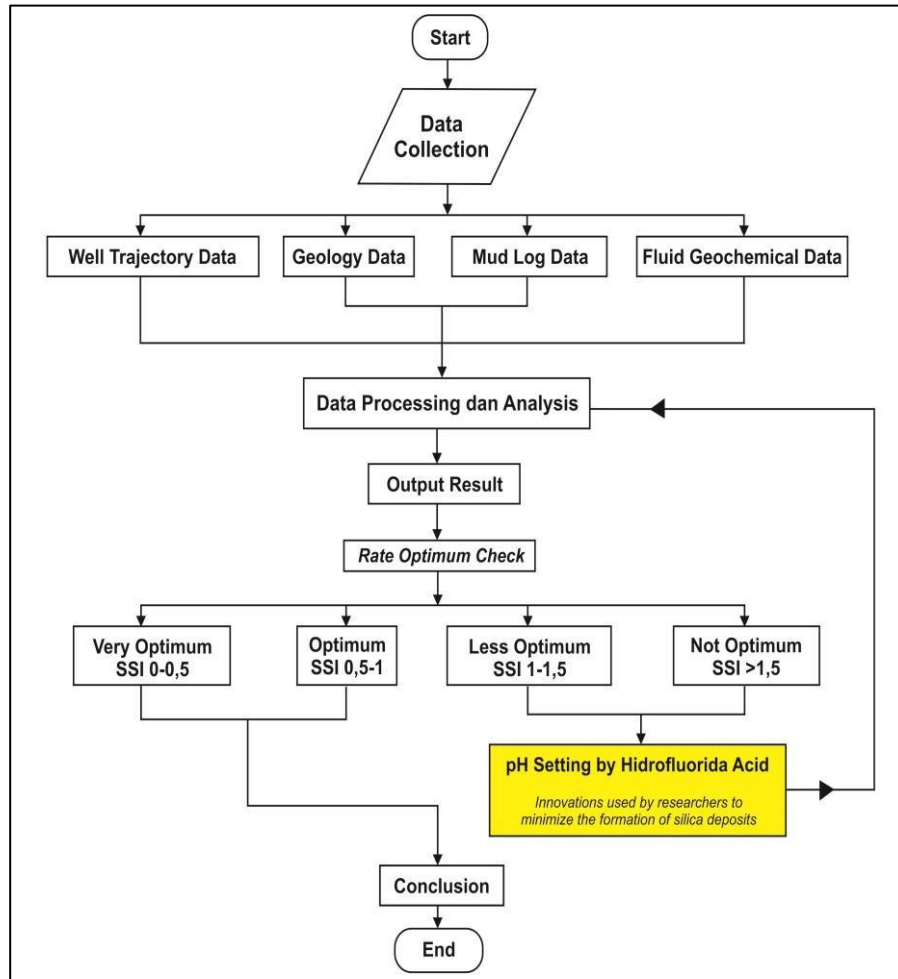 Start
Data
Collection
Well Trajectory Data
Geology Data
Mud Log Data
Fluid Geochemical Data
Data Processing dan Analysis
Output Result
Rate Optimum Check
Very Optimum
SSI 0-0,5
Optimum
SSI 0,5-1
Less Optimum
SSI 1-1,5
Not Optimum
SSI >1,5
pH Setting by Hidrofluorida Acid
Innovations used by researchers to
minimize the formation of silica deposits
Conclusion
End